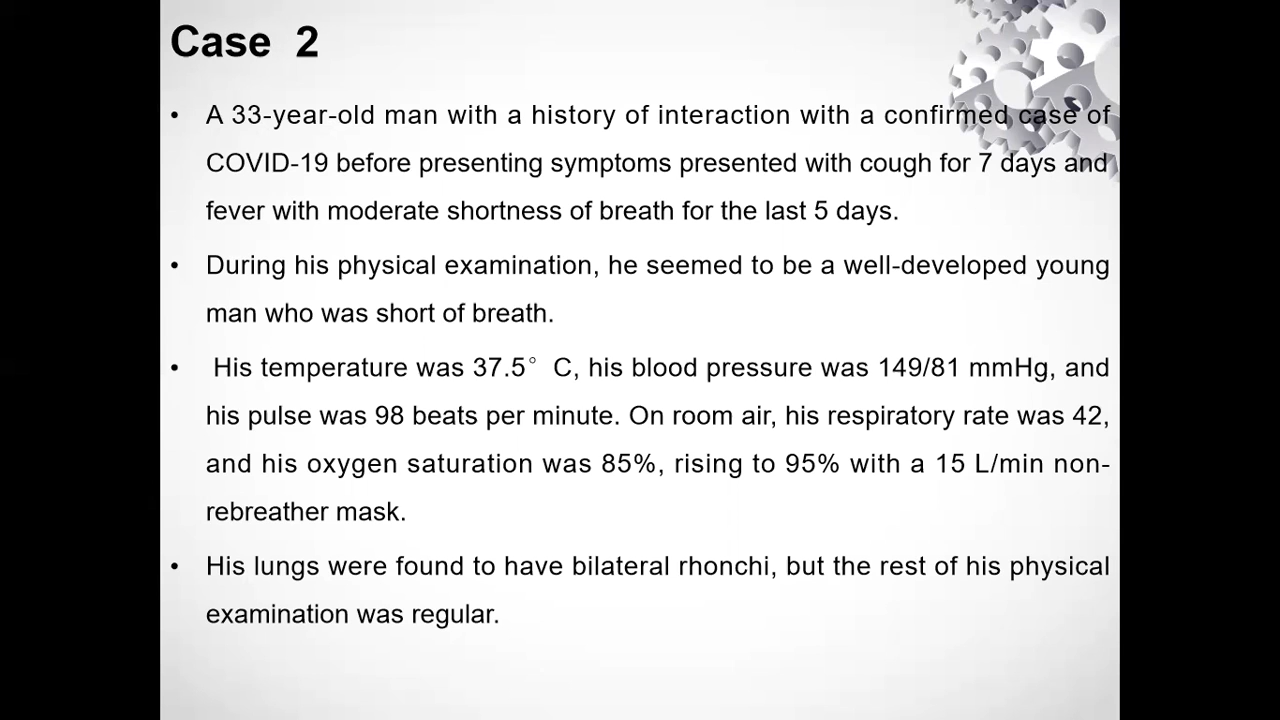 Case 2
• A 33-year-old man with a history of interaction with a confirmed case of
COVID-19 before presenting symptoms presented with cough for 7 days and
fever with moderate shortness of breath for the last 5 days.
• During his physical examination, he seemed to be a well-developed young
man who was short of breath.
• His temperature was 37.5° C, his blood pressure was 149/81 mmHg, and
his pulse was 98 beats per minute. On room air, his respiratory rate was 42,
and his oxygen saturation was 85%, rising to 95% with a 15 L/min non-
rebreather mask.
• His lungs were found to have bilateral rhonchi, but the rest of his physical
examination was regular.